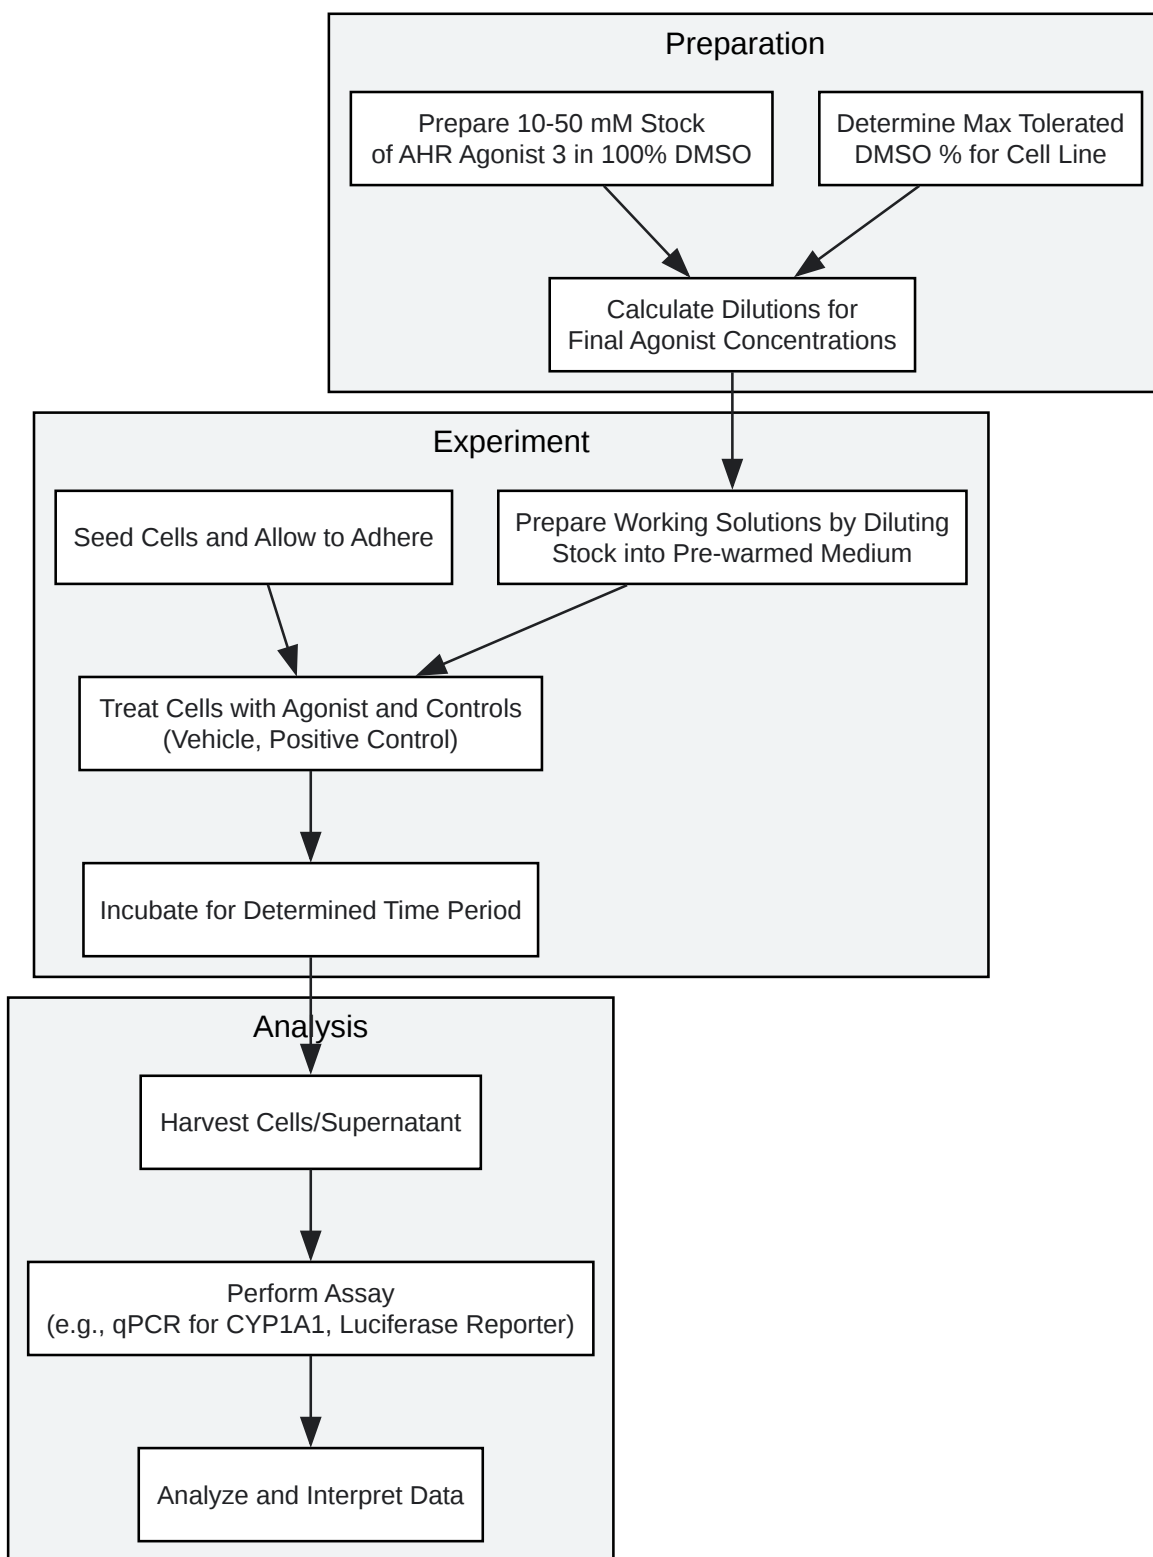 Preparation
Prepare 10-50 mM Stock
of AHR Agonist 3 in 100% DMSO
Determine Max Tolerated
DMSO % for Cell Line
Calculate Dilutions for
Final Agonist Concentrations
Experiment
Seed Cells and Allow to Adhere
Prepare Working Solutions by Diluting
Stock into Pre-warmed Medium
Treat Cells with Agonist and Controls
(Vehicle, Positive Control)
Incubate for Determined Time Period
Analysis
Harvest Cells/Supernatant
Perform Assay
(e.g., qPCR for CYP1A1, Luciferase Reporter)
Analyze and Interpret Data